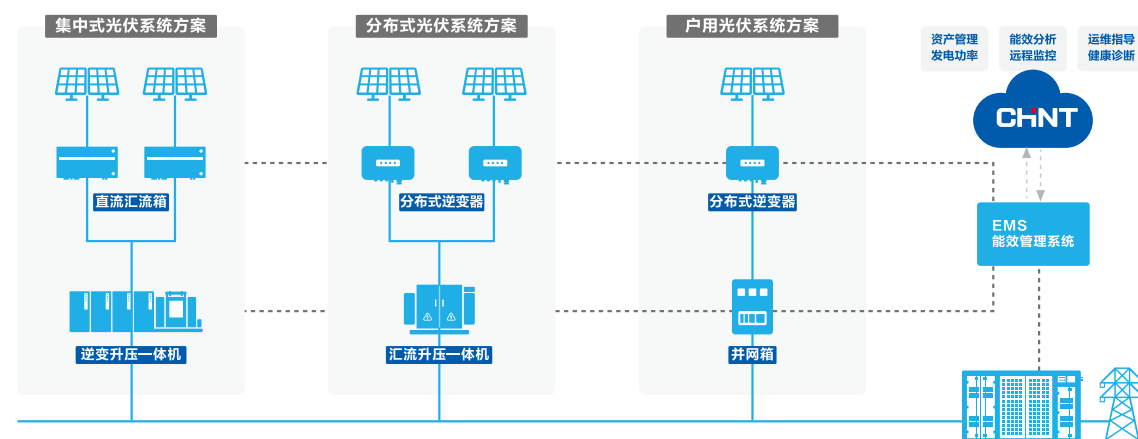 集中式光伏系统方案
分布式光伏系统方案
户用光伏系统方案
资产管理
发电功率
能效分析
远程监控
运维指导
健康诊断
CHNT
直流汇流箱
分布式逆变器
分布式逆变器
EMS
能效管理系统
逆变升压一体机
汇流升压一体机
并网箱